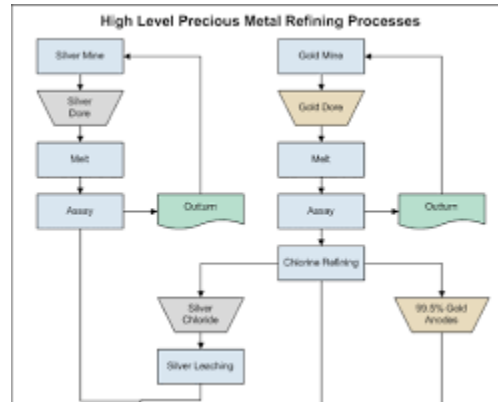 High Level Precious Metal Refining Processes
Silver Mine
Gold Mine
Silver
Dore
Gold Dore
Melt
Melt
Assay
Outturn
Assay
Outturn
Chlorine Refining
Silver
Chloride
99.5% Gold
Anodes
Silver Leeching